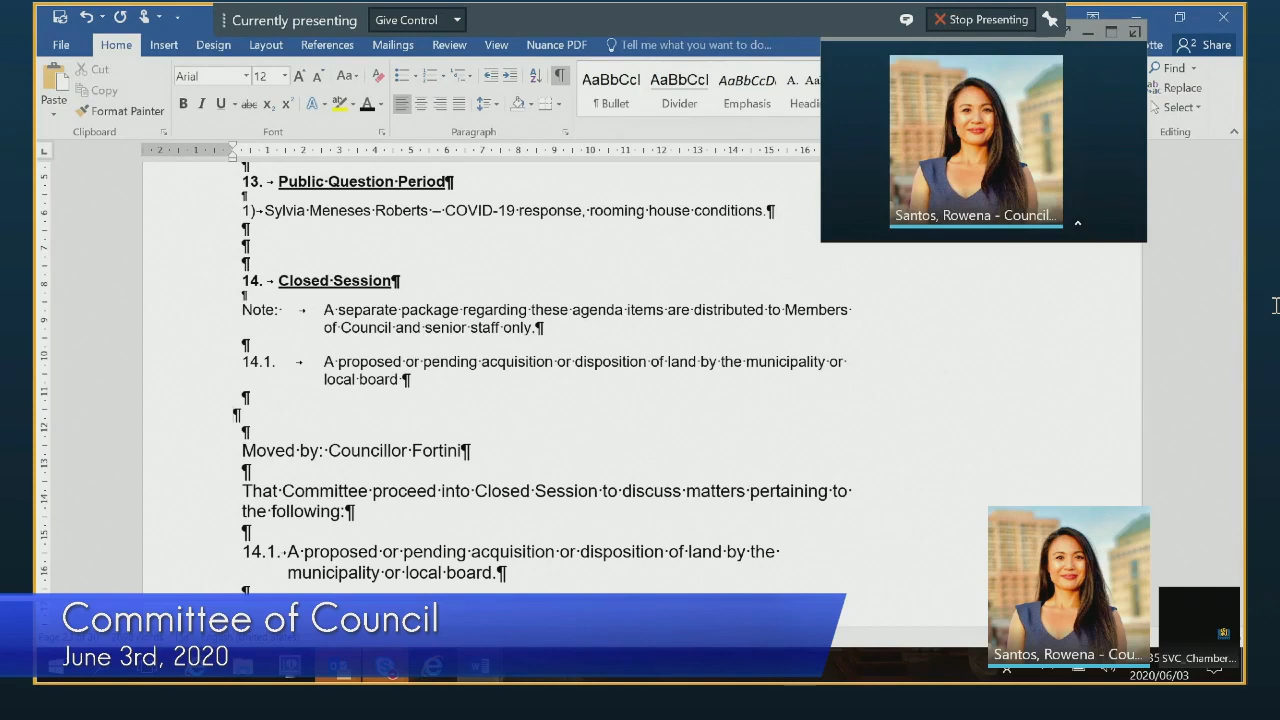 Currently presenting
Give Control
Stop Presenting
File
Home
Insert
Design
Layout
References
Mailings
Review
View
Nuance PDF
Tell me what you want to do...
Share
Paste
Cut
Copy
Format Painter
Clipboard
Arial
12
Font
Paragraph
AaBbCcI
AaBbCcI
AaBbCcD
¶ Bullet
Divider
Emphasis
Find
Replace
Select
Editing
13. Public Question Period¶
1) Sylvia Meneses Roberts – COVID-19 response, rooming house conditions.¶
14. Closed Session¶
Note: A separate package regarding these agenda items are distributed to Members
of Council and senior staff only.¶
14.1. A proposed or pending acquisition or disposition of land by the municipality or
local board ¶
Moved by: Councillor Fortini¶
That Committee proceed into Closed Session to discuss matters pertaining to
the following:¶
14.1. A proposed or pending acquisition or disposition of land by the
municipality or local board.¶
Santos, Rowena - Council...
Santos, Rowena - Cou...
SVC_Chamber...
2020/06/03
Committee of Council
June 3rd, 2020